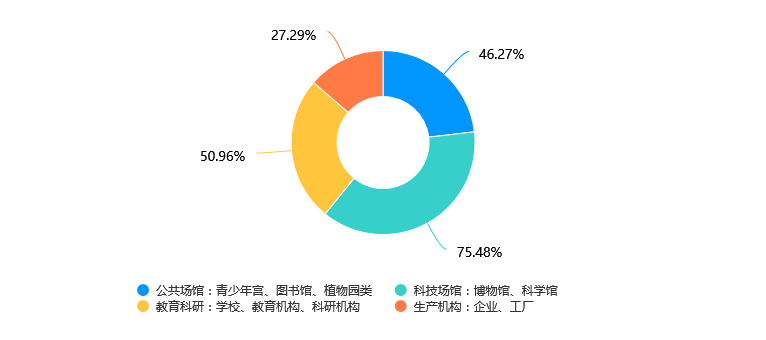 27.29%
46.27%
50.96%
75.48%
公共场馆：青少年宫、图书馆、植物园类
科技场馆：博物馆、科学馆
教育科研：学校、教育机构、科研机构
生产机构：企业、工厂